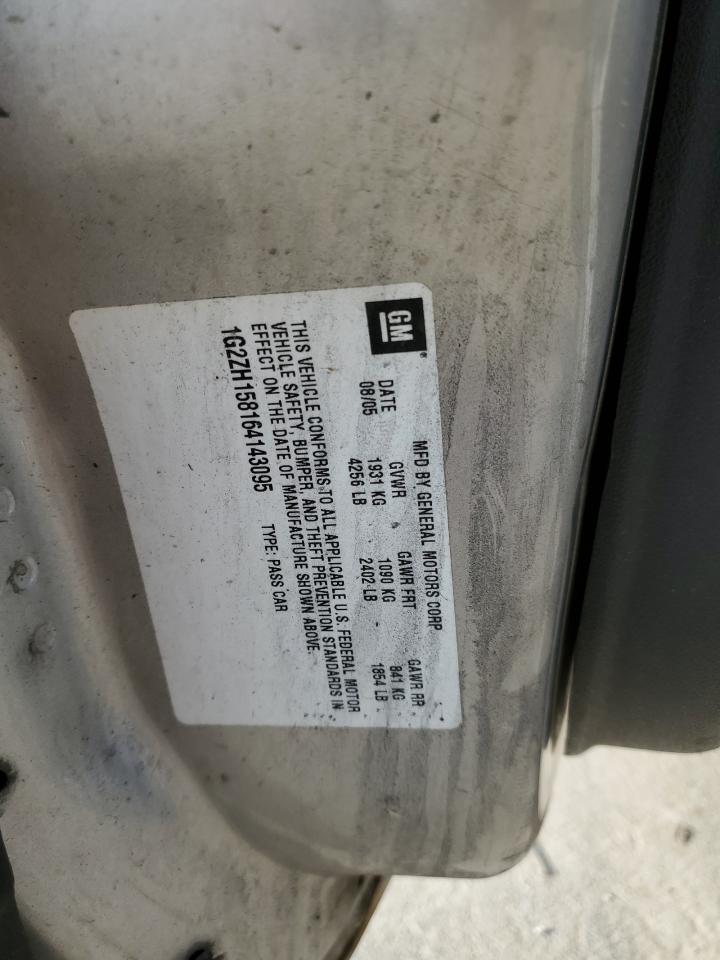 GM®
MFD BY GENERAL MOTORS CORP
DATE GVWR GAWR FRT GAWR RR
08/05 1931 KG 1090 KG 841 KG
4256 LB 2402 LB 1854 LB
THIS VEHICLE CONFORMS TO ALL APPLICABLE U.S. FEDERAL MOTOR
VEHICLE SAFETY, BUMPER, AND THEFT PREVENTION STANDARDS IN
EFFECT ON THE DATE OF MANUFACTURE SHOWN ABOVE.
1G2ZH158164143095 TYPE: PASS CAR